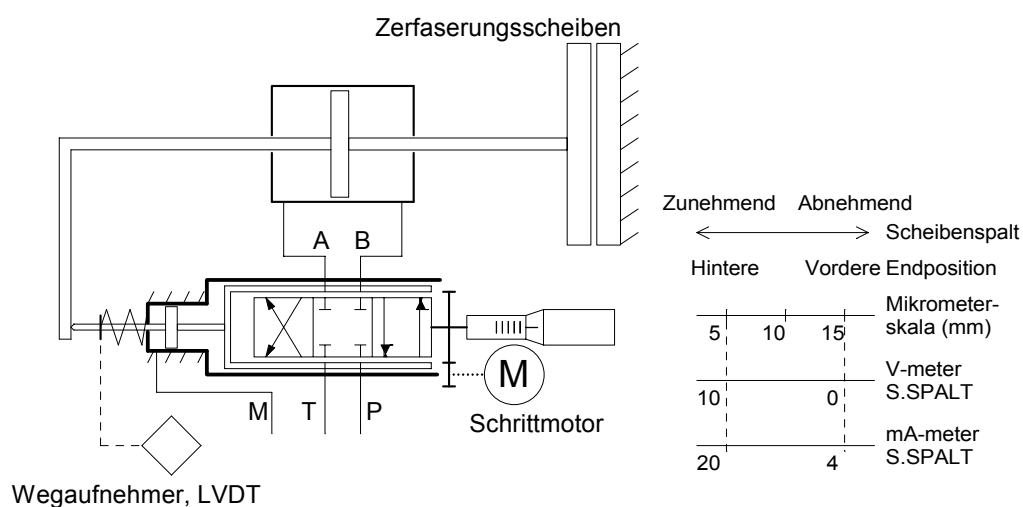 Zerfaserungsscheiben
A B
M T P
M
Schrittmotor
Wegaufnehmer, LVDT
Zunehmend Abnehmend
Scheibenspalt
Hintere Vordere Endposition
5 10 15 Mikrometer-
skala (mm)
10 0 V-meter
S.SPALT
20 4 mA-meter
S.SPALT